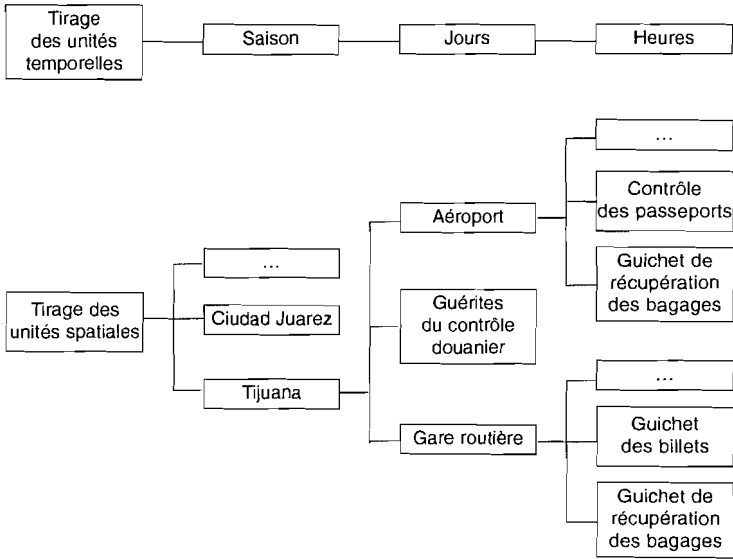 Tirage
des unités
temporelles
Saison
Jours
Heures
Tirage des
unités spatiales
...
Ciudad Juarez
Tijuana
Aéroport
Guérites
du contrôle
douanier
Gare routière
...
Contrôle
des passeports
Guichet de
récupération
des bagages
...
Guichet
des billets
Guichet de
récupération
des bagages